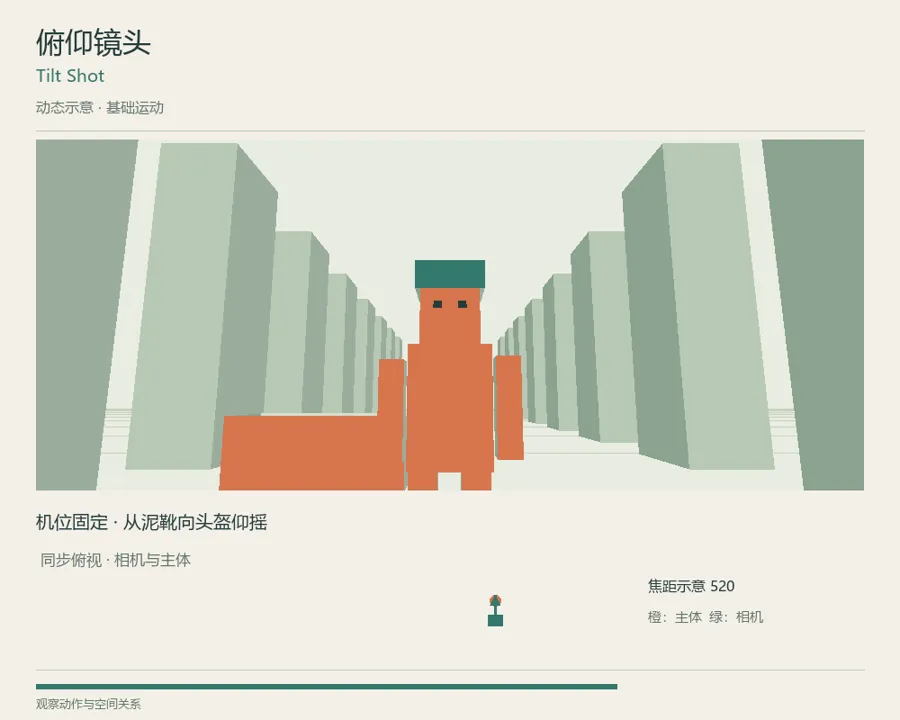 俯仰镜头
Tilt Shot
动态示意 · 基础运动
机位固定 · 从泥靴向头盔仰摇
同步俯视 · 相机与主体
焦距示意 520
橙：主体 绿：相机
观察动作与空间关系